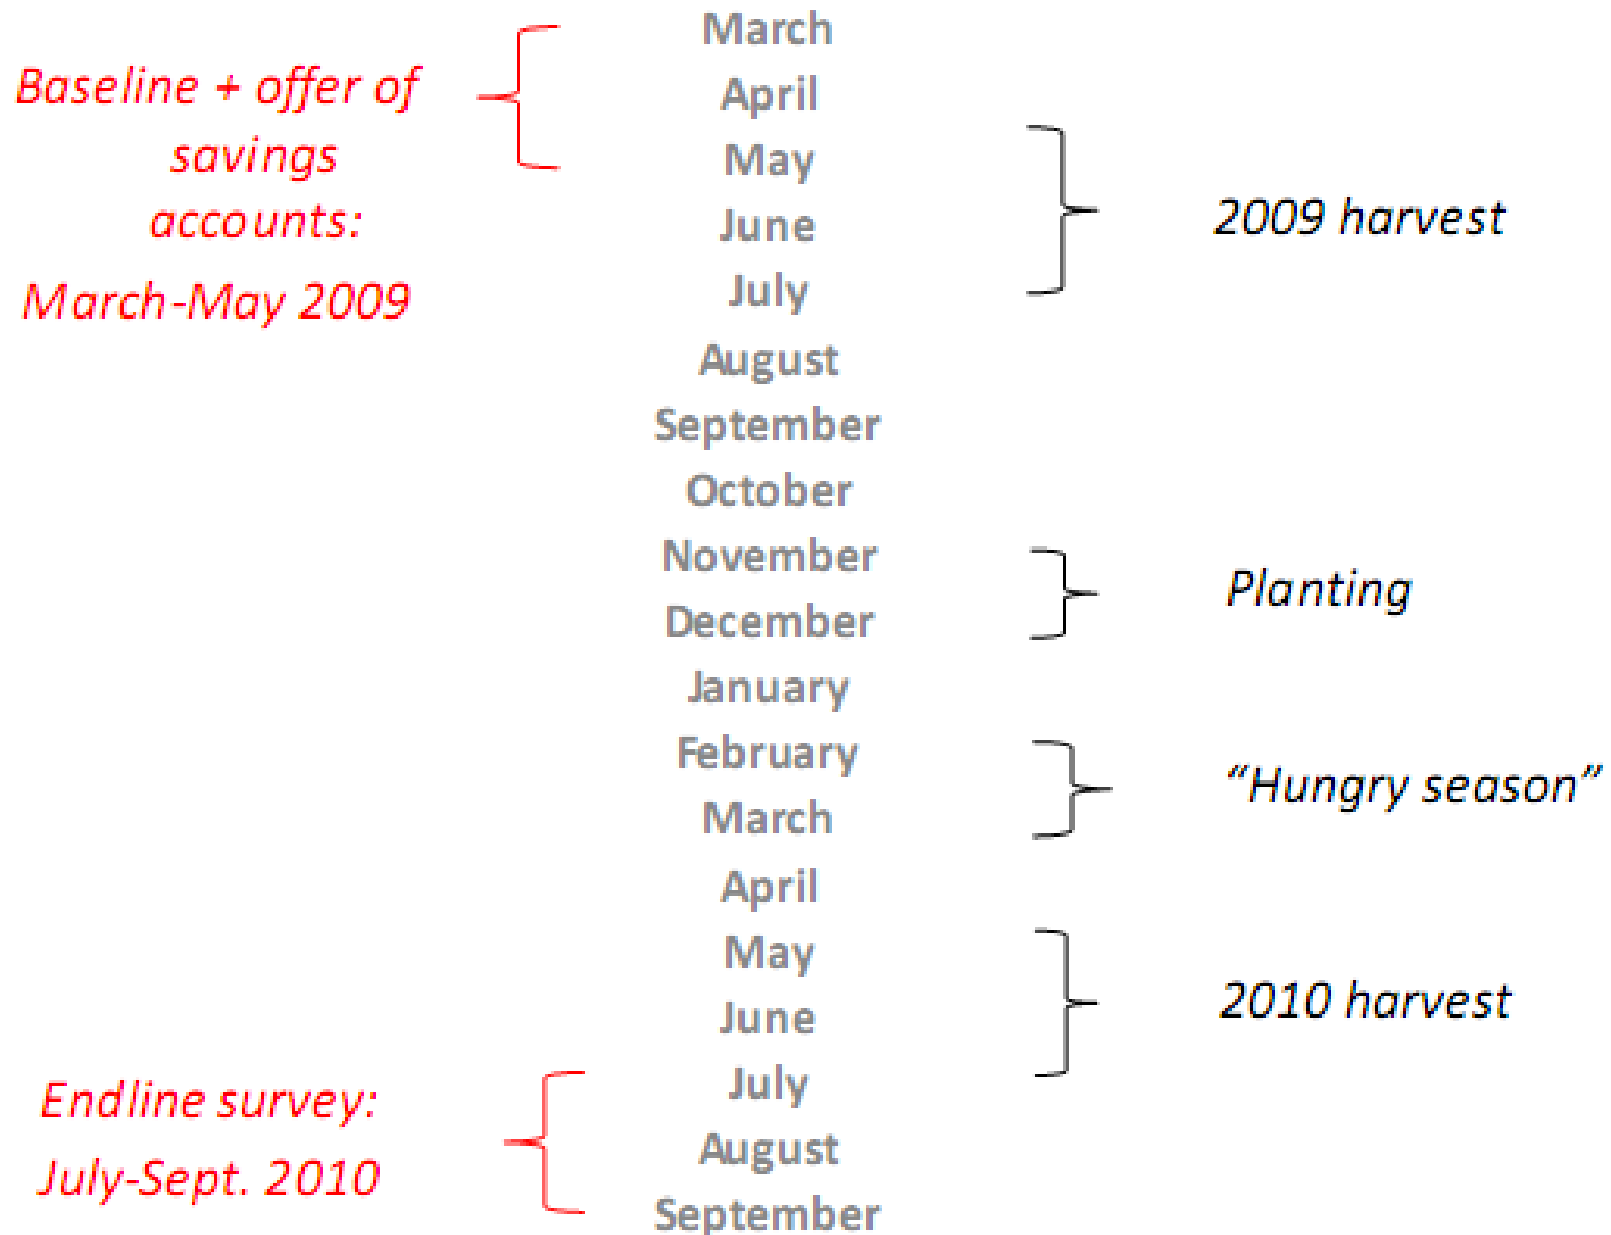 Baseline + offer of
savings
accounts:
March-May 2009
March
April
May
June
July
August
September
October
November
December
January
February
March
April
May
June
July
August
September
2009 harvest
Planting
“Hungry season”
2010 harvest
Endline survey:
July-Sept. 2010